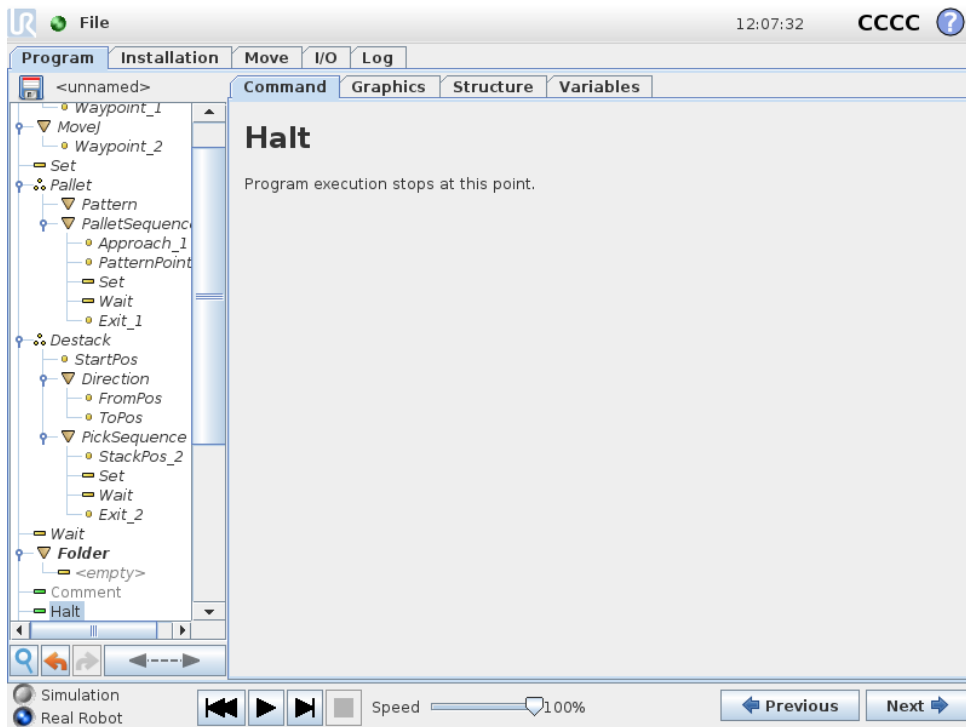 UR File 12:07:32 CCCC ?
Program Installation Move I/O Log
<unnamed> Command Graphics Structure Variables
Waypoint_1
MoveJ
Waypoint_2
Set
Pallet
Pattern
PalletSequenc
Approach_1
PatternPoint
Set
Wait
Exit_1
Destack
StartPos
Direction
FromPos
ToPos
PickSequence
StackPos_2
Set
Wait
Exit_2
Wait
Folder
<empty>
Comment
Halt
Halt
Program execution stops at this point.
Simulation
Real Robot
Speed 100% Previous Next